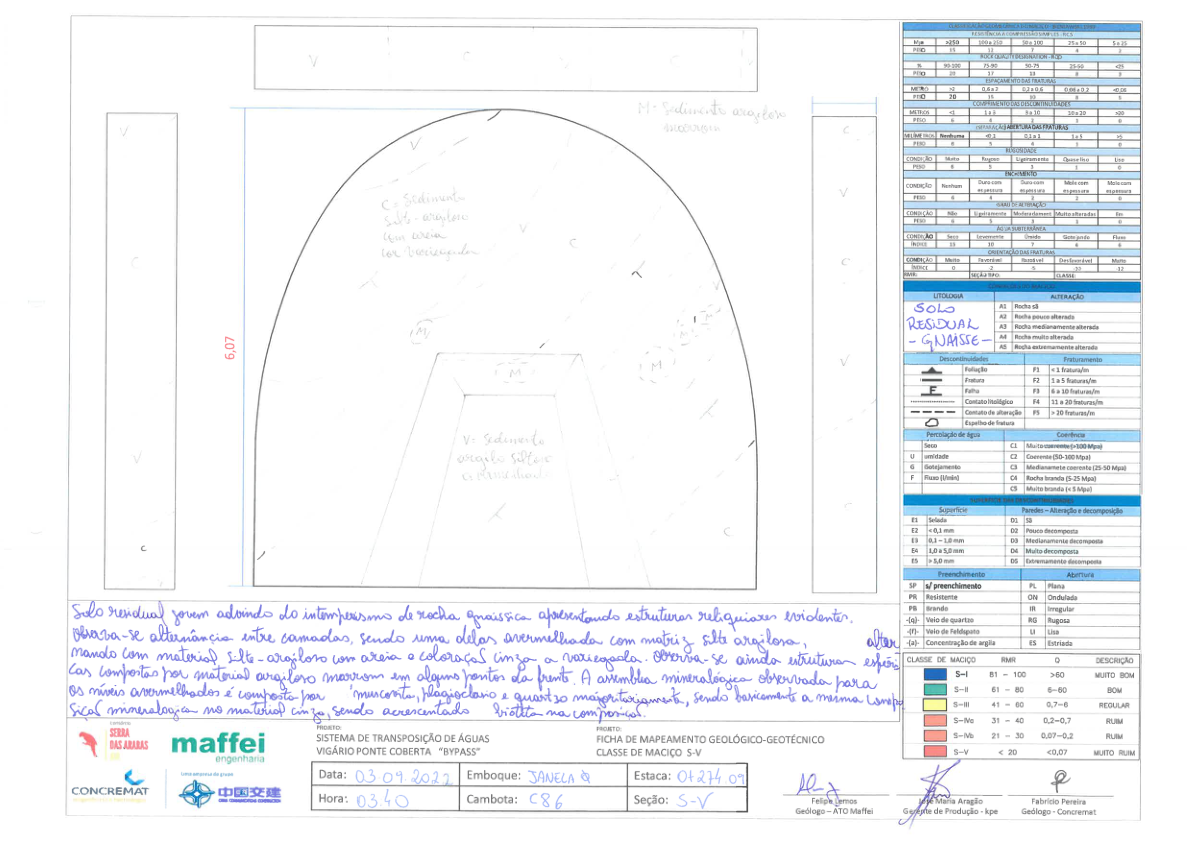 V
C
C
M = Sedimento argiloso
marrom
V
C
V
C
C = Sedimento
silto-argiloso
com areia
cor variegada
V
C
V
C
C
V
6,07
M
M
M
M
V
V = Sedimento
argilo siltoso
avermelhado
C
C
RESISTÊNCIA A COMPRESSÃO SIMPLES - R.C.S
Mpa >250 100 a 250 50 a 100 25 a 50 5 a 25
PESO 15 12 7 4 2
ROCK QUALITY DESIGNATION - RQD
% 90-100 75-90 50-75 25-50 <25
PESO 20 17 13 8 3
ESPAÇAMENTO DAS FRATURAS
METRO >2 0,6 a 2 0,2 a 0,6 0,06 a 0,2 <0,06
PESO 20 15 10 8 5
COMPRIMENTO DAS DESCONTINUIDADES
METROS <1 1 a 3 3 a 10 10 a 20 >20
PESO 6 4 2 1 0
SEPARAÇÃO/ABERTURA DAS FRATURAS
MILÍMETROS Nenhuma <0,1 0,1 a 1 1 a 5 >5
PESO 6 5 4 1 0
RUGOSIDADE
CONDIÇÃO Muito Rugoso Ligeiramente Quase liso Liso
PESO 6 5 3 1 0
ENCHIMENTO
CONDIÇÃO Nenhum Duro com espessura Duro com espessura Mole com espessura Mole com espessura
PESO 6 4 2 2 0
GRAU DE ALTERAÇÃO
CONDIÇÃO Não Ligeiramente Moderadament Muito alteradas Em
PESO 6 5 3 1 0
ÁGUA SUBTERRÂNEA
CONDIÇÃO Seco Levemente Úmido Gotejando Fluxo
ÍNDICE 15 10 7 4 0
ORIENTAÇÃO DAS FRATURAS
CONDIÇÃO Muito Favorável Razoável Desfavorável Muito
ÍNDICE 0 -2 -5 -10 -12
RMR: SEÇÃO TIPO: CLASSE:
LITOLOGIA ALTERAÇÃO
SOLO
RESIDUAL
- GNAISSE -
A1 Rocha sã
A2 Rocha pouco alterada
A3 Rocha medianamente alterada
A4 Rocha muito alterada
A5 Rocha extremamente alterada
Descontinuidades Fraturamento
Foliação F1 < 1 fratura/m
Fratura F2 1 a 5 fraturas/m
F Falha F3 6 a 10 fraturas/m
Contato litológico F4 11 a 20 fraturas/m
Contato de alteração F5 > 20 fraturas/m
Espelho de fratura
Percolação de água Coerência
Seco C1 Muito coerente (>100 Mpa)
U umidade C2 Coerente (50-100 Mpa)
G Gotejamento C3 Medianamete coerente (25-50 Mpa)
F Fluxo (l/min) C4 Rocha branda (5-25 Mpa)
C5 Muito branda (< 5 Mpa)
Superfície Paredes – Alteração e decomposição
E1 Selada D1 Sã
E2 < 0,1 mm D2 Pouco decomposta
E3 0,1 – 1,0 mm D3 Medianamente decomposta
E4 1,0 a 5,0 mm D4 Muito decomposta
E5 > 5,0 mm D5 Extremamente decomposta
Preenchimento Abertura
SP s/ preenchimento PL Plana
PR Resistente ON Ondulada
PB Brando IR Irregular
-(q)- Veio de quartzo RG Rugosa
-(f)- Veio de Feldspato LI Lisa
-(a)- Concentração de argila ES Estriada
CLASSE DE MACIÇO RMR Q DESCRIÇÃO
S-I 81 - 100 >60 MUITO BOM
S-II 61 - 80 6-60 BOM
S-III 41 - 60 0,7-6 REGULAR
S-IVa 31 - 40 0,2-0,7 RUIM
S-IVb 21 - 30 0,07-0,2 RUIM
S-V < 20 <0,07 MUITO RUIM
Solo residual jovem advindo do intemperismo de rocha gnáissica apresentando estruturas reliquiares evidentes.
Observa-se alternância entre camadas, sendo uma delas avermelhada com matriz silte argilosa, alter
nando com material silte-argiloso com areia e coloração cinza a variegada. Observa-se ainda estruturas esféri
cas compostas por material argiloso marrom em alguns pontos da frente. A assembléia mineralógica observada para
os níveis avermelhados é composta por muscovita, plagioclásio e quartzo majoritariamente, sendo basicamente a mesma compo
sição mineralógica no material cinza, sendo acrescentado biotita na composição.
consórcio
SERRA
DAS ARARAS
maffei
engenharia
CONCREMAT
Uma empresa do grupo
中国交建
PROJETO:
SISTEMA DE TRANSPOSIÇÃO DE ÁGUAS
VIGÁRIO PONTE COBERTA “BYPASS”
PROJETO:
FICHA DE MAPEAMENTO GEOLÓGICO-GEOTÉCNICO
CLASSE DE MACIÇO S-V
Data: 03.09.2022 Emboque: JANELA Estaca: 0+274.09
Hora: 03:40 Cambota: C86 Seção: S-V
Felipe Lemos
Geólogo – ATO Maffei
José Maria Aragão
Gerente de Produção - kpe
Fabrício Pereira
Geólogo - Concremat